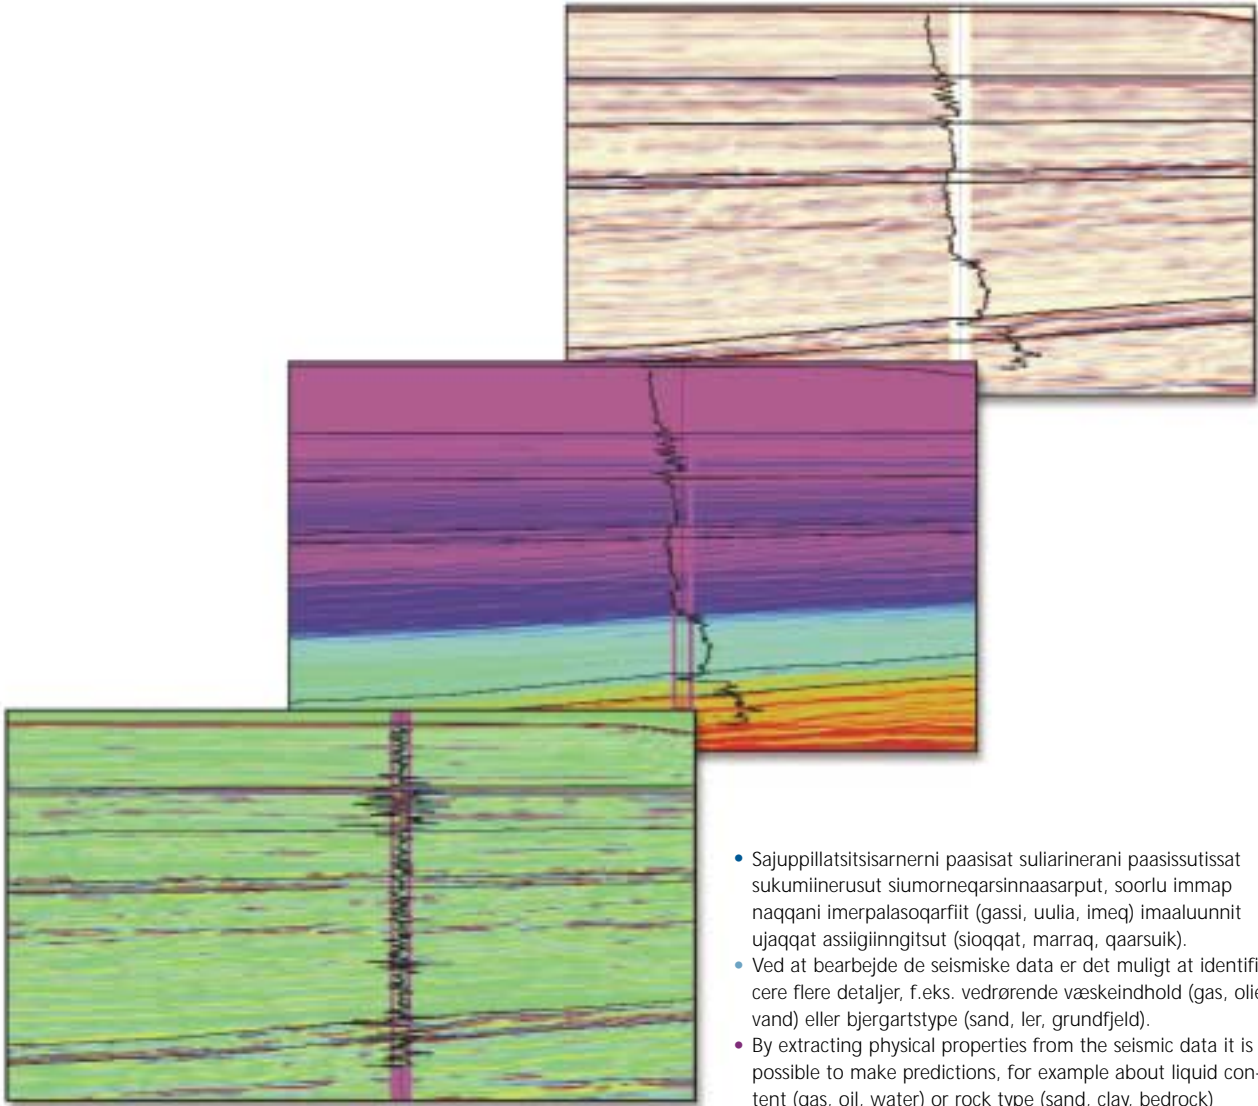 • Sajuppillatsitsisarnerni paasisat suliarinerani paasissutissat
sukumiinerusut siumorneqarsinnaasarput, soorlu immap
naqqani imerpalasoqarfiit (gassi, uulia, imeq) imaaluunnit
ujaqqat assiigiinngitsut (sioqqat, marraq, qaarsuik).
• Ved at bearbejde de seismiske data er det muligt at identifi
cere flere detaljer, f.eks. vedrørende væskeindhold (gas, olie
vand) eller bjergartstype (sand, ler, grundfjeld).
• By extracting physical properties from the seismic data it is
possible to make predictions, for example about liquid con-
tent (gas, oil, water) or rock type (sand, clay, bedrock)